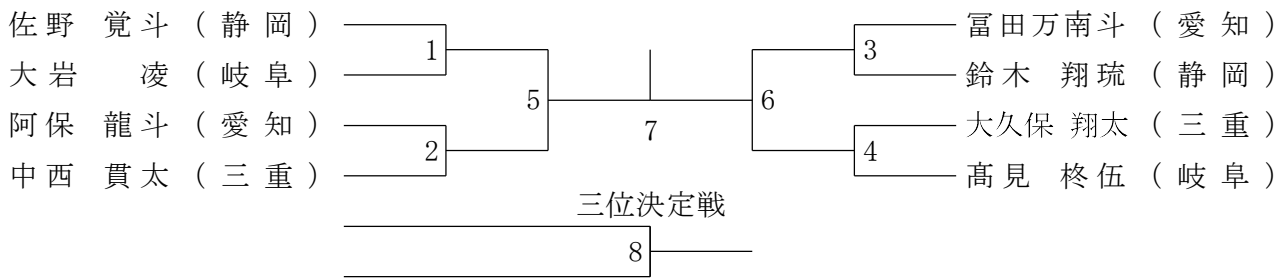 佐野 覚斗 (静岡)
1
大岩 凌 (岐阜)
5
阿保 龍斗 (愛知)
2
中西 貫太 (三重)
7
冨田万南斗 (愛知)
3
鈴木 翔琉 (静岡)
6
大久保 翔太 (三重)
4
髙見 柊伍 (岐阜)
三位決定戦
8